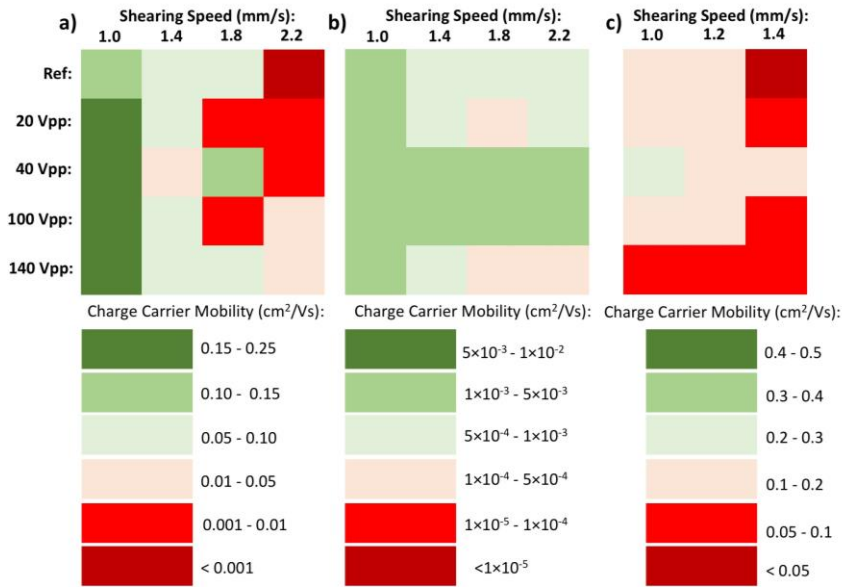 a)
Shearing Speed (mm/s):
1.0 1.4 1.8 2.2
b)
Shearing Speed (mm/s):
1.0 1.4 1.8 2.2
c)
Shearing Speed (mm/s):
1.0 1.2 1.4
Ref:
20 Vpp:
40 Vpp:
100 Vpp:
140 Vpp:
Charge Carrier Mobility (cm²/Vs):
0.15 - 0.25
0.10 - 0.15
0.05 - 0.10
0.01 - 0.05
0.001 - 0.01
< 0.001
Charge Carrier Mobility (cm²/Vs):
5×10⁻³ - 1×10⁻²
1×10⁻³ - 5×10⁻³
5×10⁻⁴ - 1×10⁻³
1×10⁻⁴ - 5×10⁻⁴
1×10⁻⁵ - 1×10⁻⁴
<1×10⁻⁵
Charge Carrier Mobility (cm²/Vs):
0.4 - 0.5
0.3 - 0.4
0.2 - 0.3
0.1 - 0.2
0.05 - 0.1
< 0.05